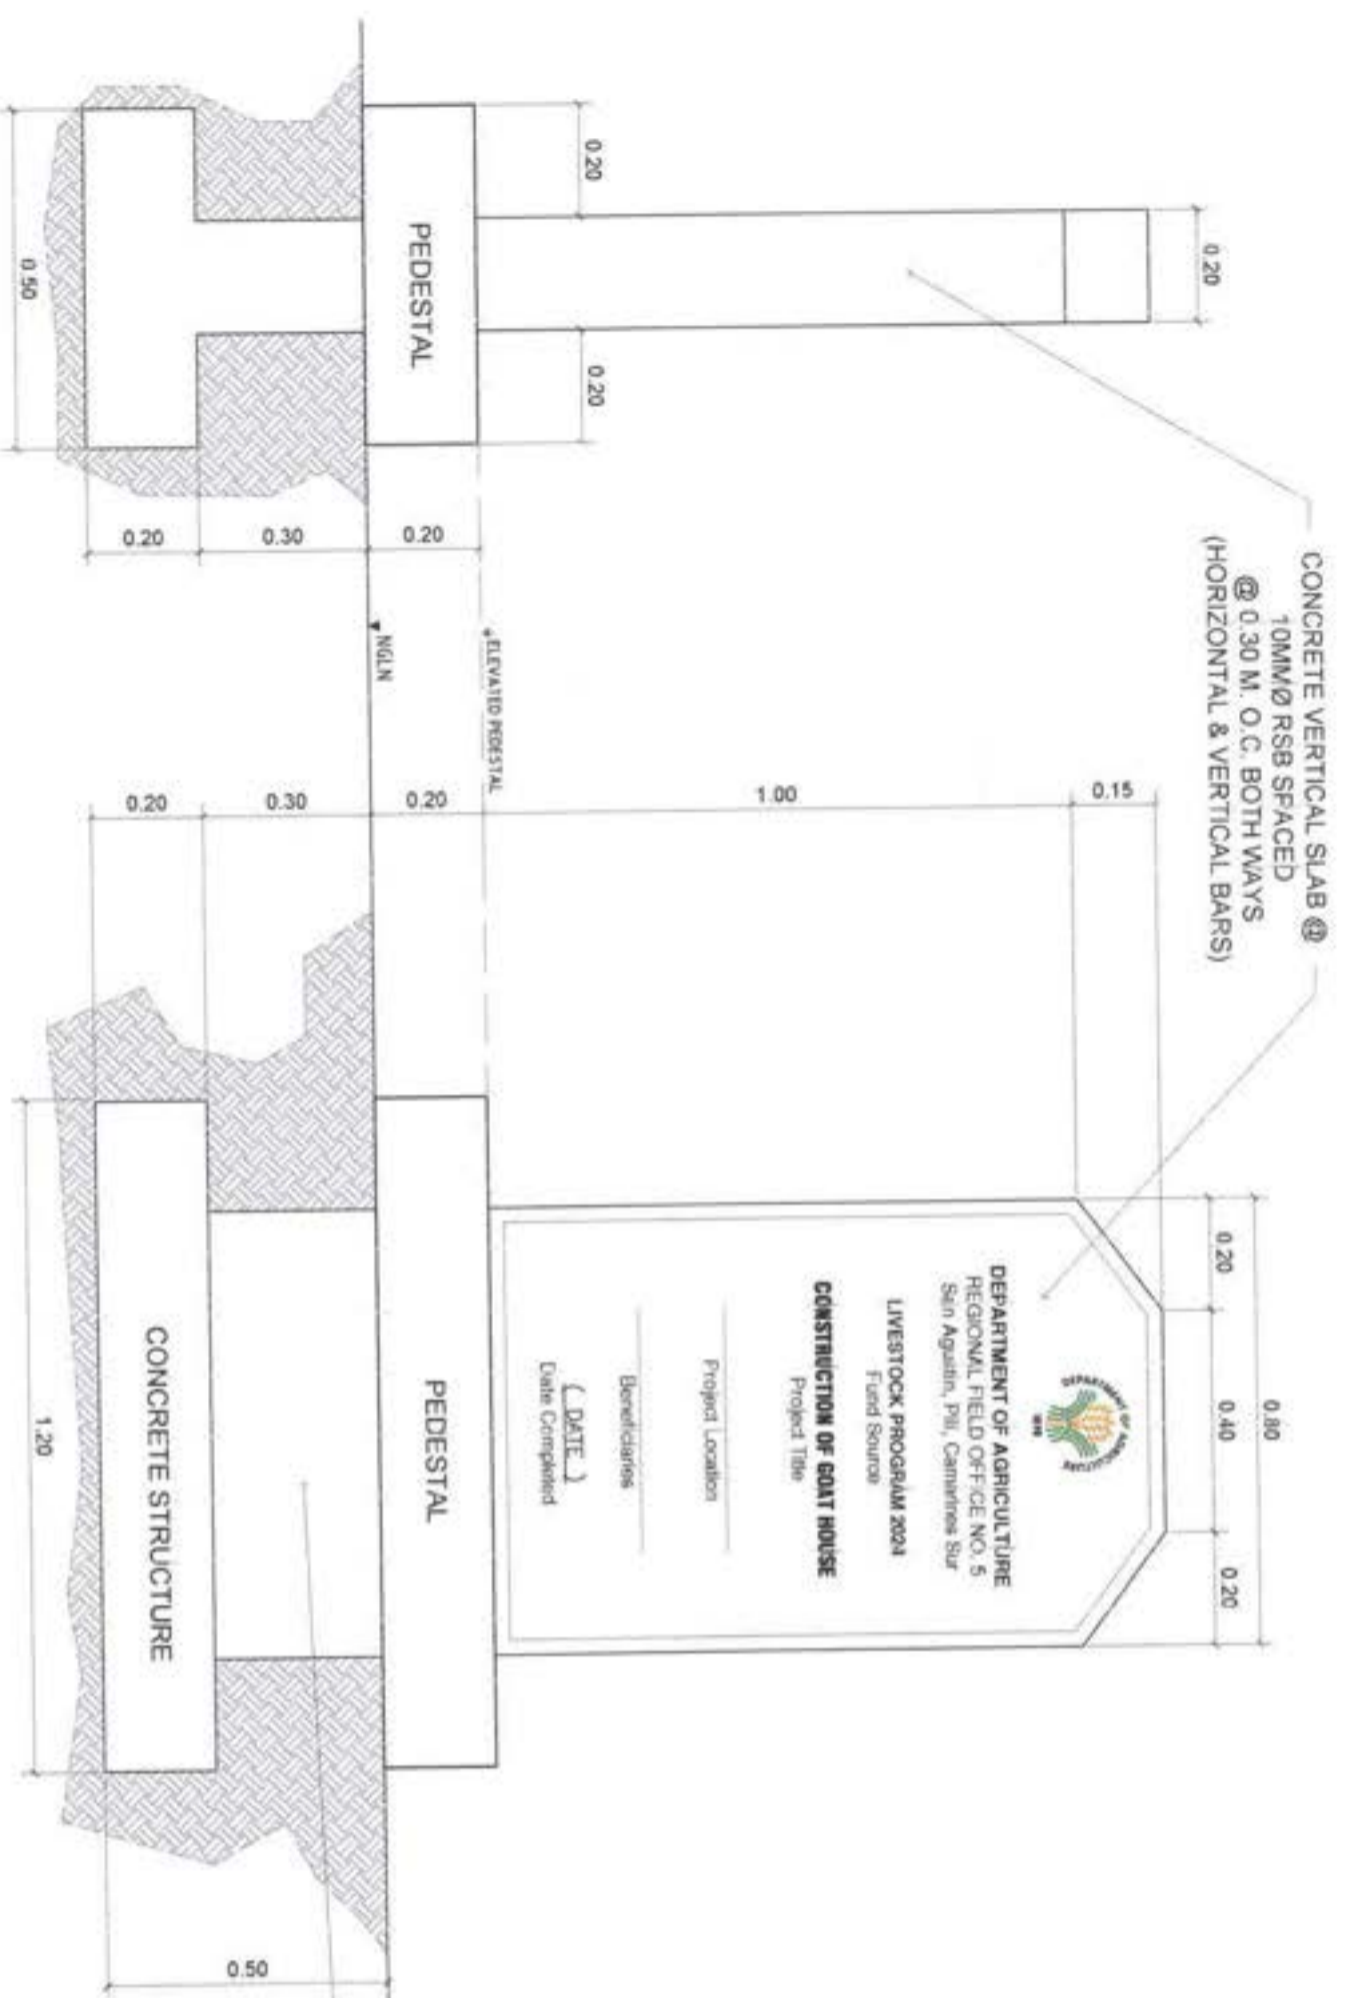 CONCRETE VERTICAL SLAB @
10MMØ RSB SPACED
@ 0.30 M. O.C. BOTH WAYS
(HORIZONTAL & VERTICAL BARS)
0.20
0.20
0.20
PEDESTAL
0.50
0.20
0.30
0.20
ELEVATED PEDESTAL
NGLN
0.15
1.00
0.20
0.30
0.20
0.80
0.20
0.40
0.20
DEPARTMENT OF AGRICULTURE
DEPARTMENT OF AGRICULTURE
REGIONAL FIELD OFFICE NO. 5
San Agustin, Pili, Camarines Sur
LIVESTOCK PROGRAM 2024
Fund Source
CONSTRUCTION OF GOAT HOUSE
Project Title
Project Location
Beneficiaries
( DATE )
Date Completed
PEDESTAL
CONCRETE STRUCTURE
1.20
0.50